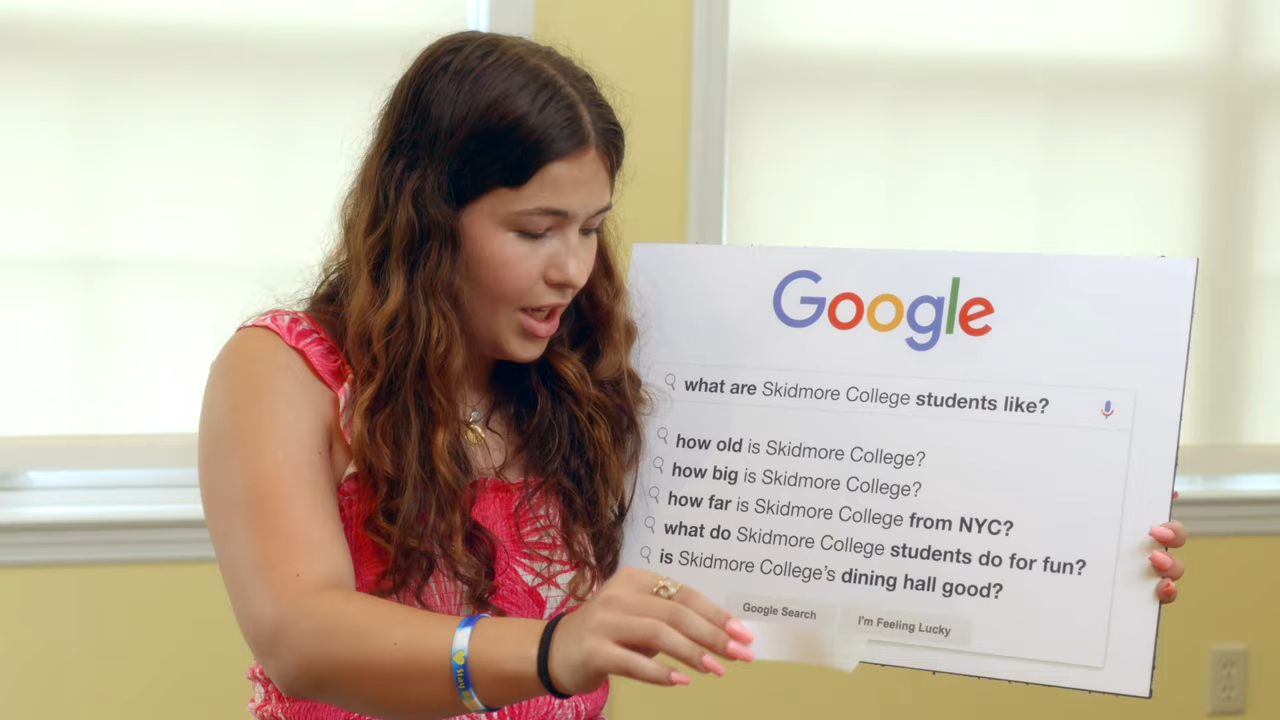 Google
what are Skidmore College students like?
how old is Skidmore College?
how big is Skidmore College?
how far is Skidmore College from NYC?
what do Skidmore College students do for fun?
is Skidmore College's dining hall good?
Google Search
I'm Feeling Lucky